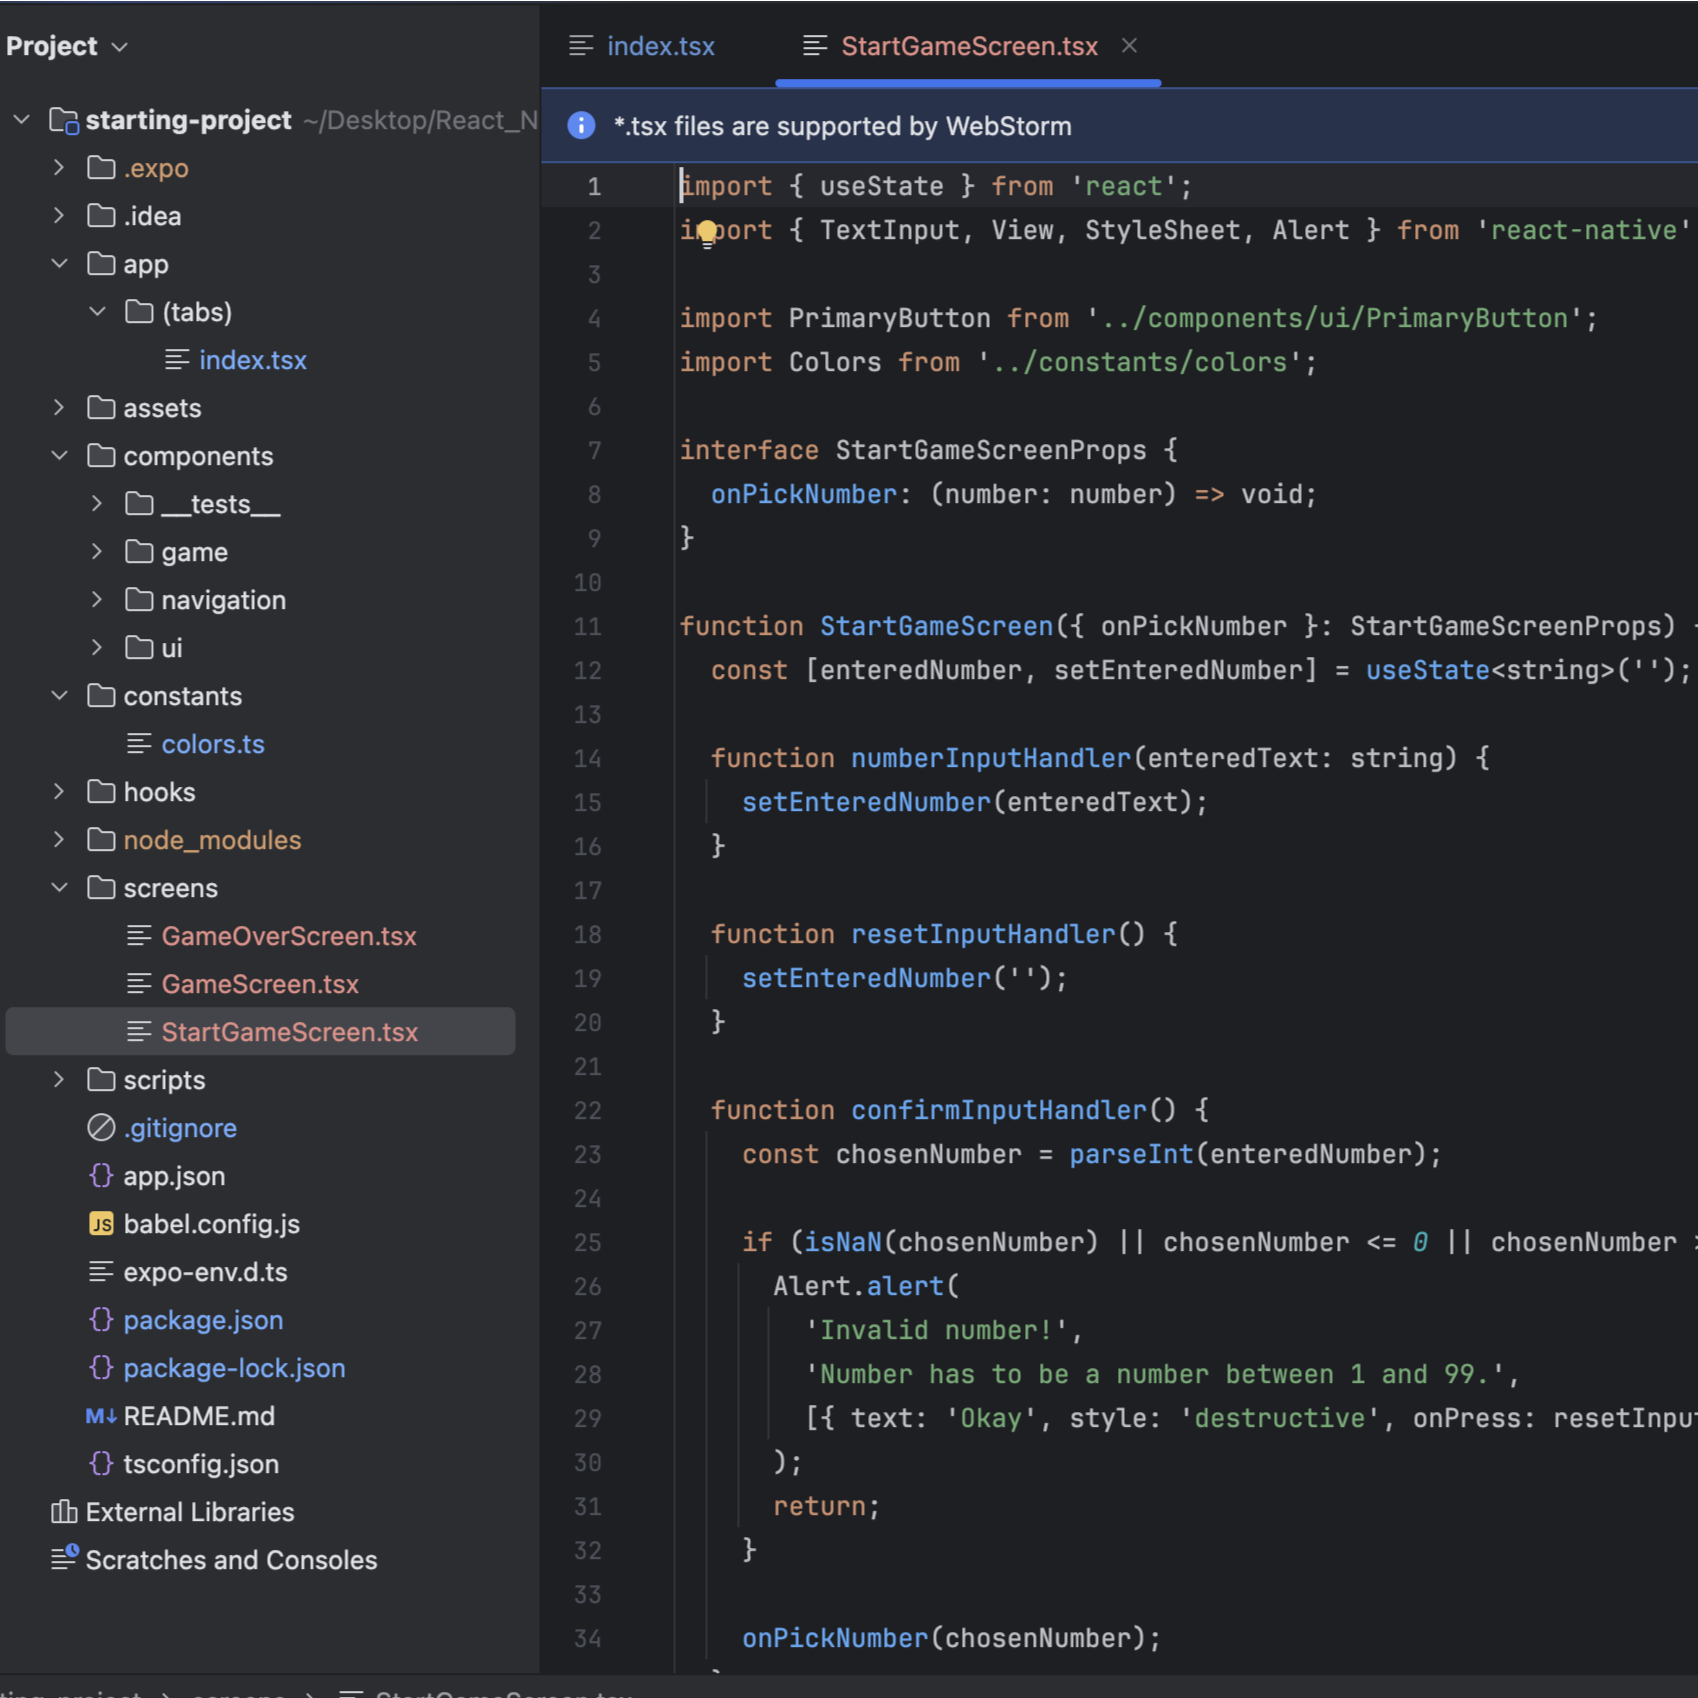 Project
starting-project ~/Desktop/React_N
.expo
.idea
app
(tabs)
index.tsx
assets
components
__tests__
game
navigation
ui
constants
colors.ts
hooks
node_modules
screens
GameOverScreen.tsx
GameScreen.tsx
StartGameScreen.tsx
scripts
.gitignore
app.json
JS babel.config.js
expo-env.d.ts
package.json
package-lock.json
M↓ README.md
tsconfig.json
External Libraries
Scratches and Consoles
index.tsx StartGameScreen.tsx
*.tsx files are supported by WebStorm
1 import { useState } from 'react';
2 import { TextInput, View, StyleSheet, Alert } from 'react-native'
3
4 import PrimaryButton from '../components/ui/PrimaryButton';
5 import Colors from '../constants/colors';
6
7 interface StartGameScreenProps {
8 onPickNumber: (number: number) => void;
9 }
10
11 function StartGameScreen({ onPickNumber }: StartGameScreenProps)
12 const [enteredNumber, setEnteredNumber] = useState<string>('');
13
14 function numberInputHandler(enteredText: string) {
15 setEnteredNumber(enteredText);
16 }
17
18 function resetInputHandler() {
19 setEnteredNumber('');
20 }
21
22 function confirmInputHandler() {
23 const chosenNumber = parseInt(enteredNumber);
24
25 if (isNaN(chosenNumber) || chosenNumber <= 0 || chosenNumber >
26 Alert.alert(
27 'Invalid number!',
28 'Number has to be a number between 1 and 99.',
29 [{ text: 'Okay', style: 'destructive', onPress: resetInput
30 );
31 return;
32 }
33
34 onPickNumber(chosenNumber);